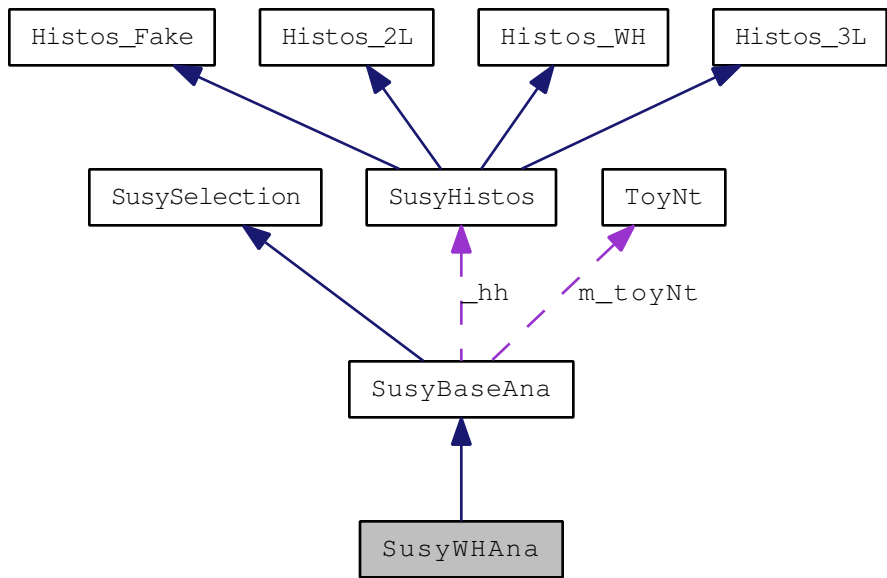 Histos_Fake
Histos_2L
Histos_WH
Histos_3L
SusySelection
SusyHistos
ToyNt
_hh
m_toyNt
SusyBaseAna
SusyWHAna